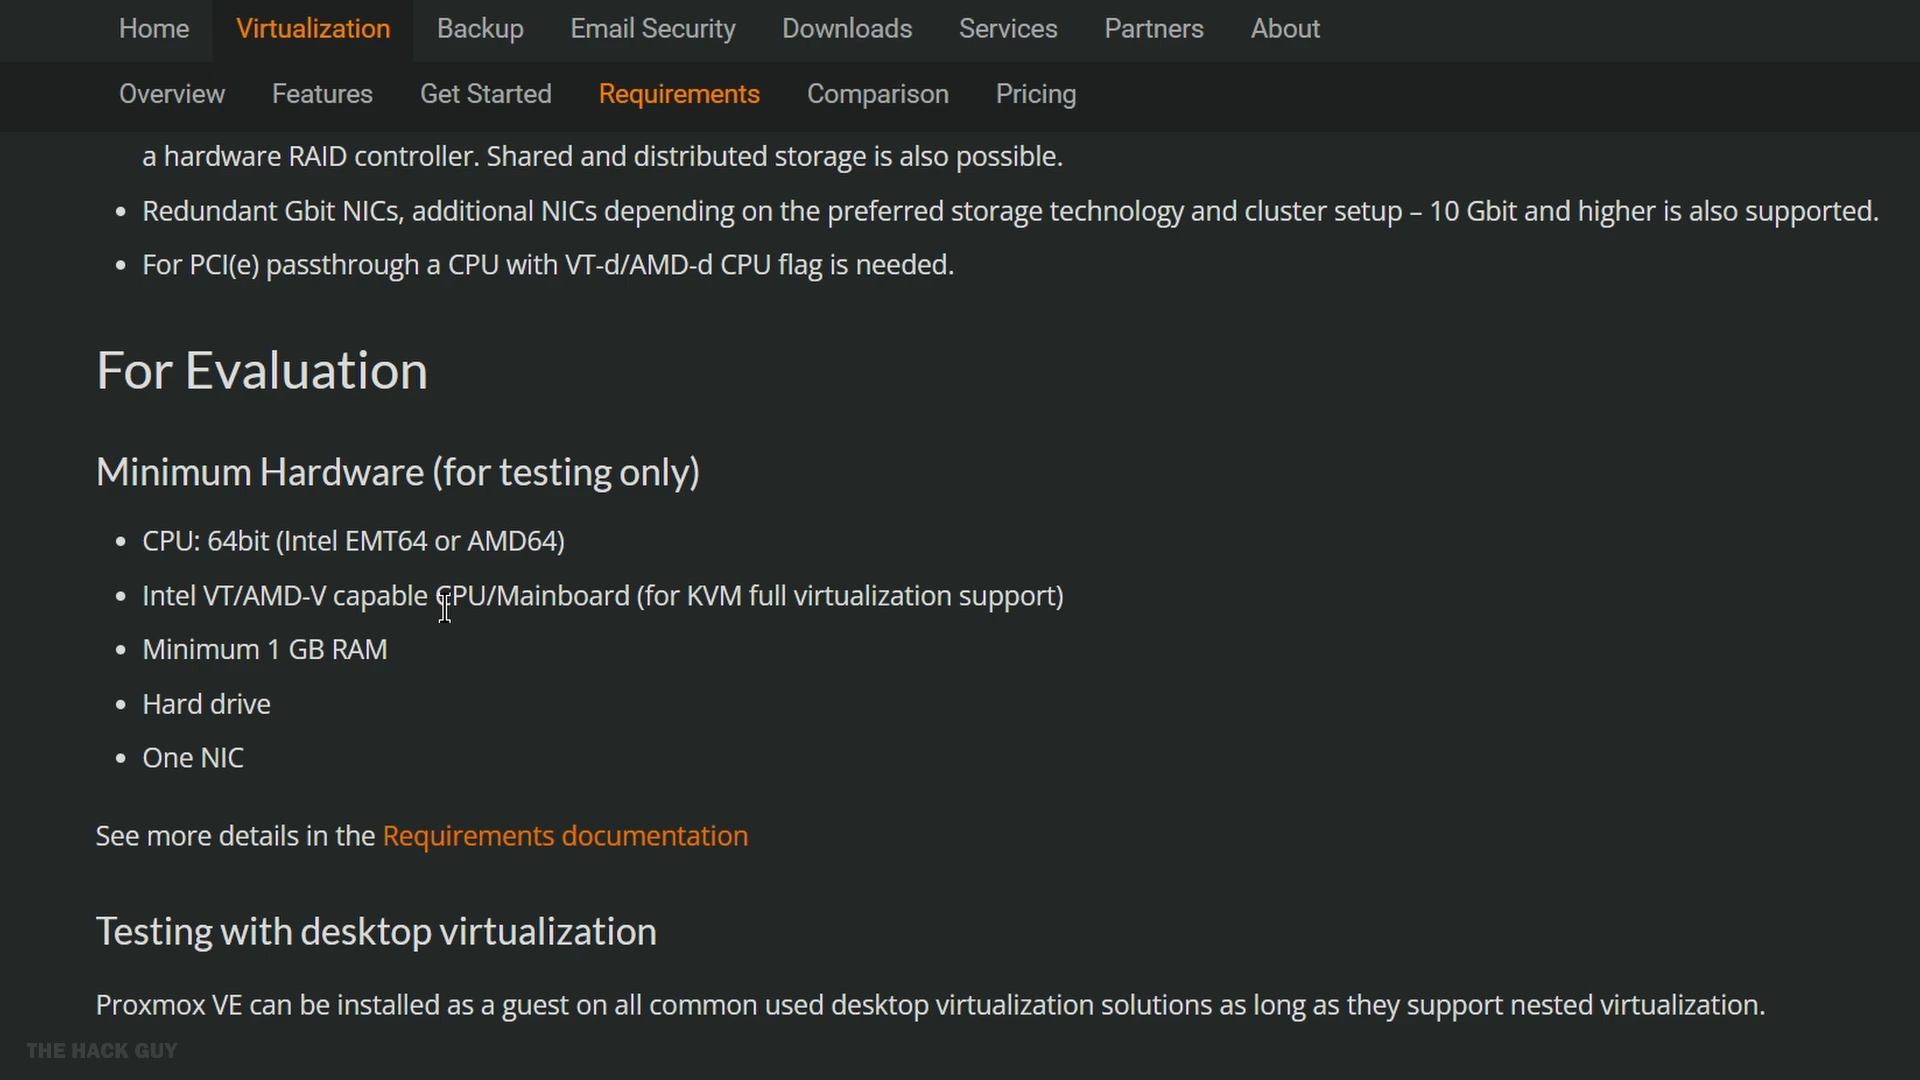 Home Virtualization Backup Email Security Downloads Services Partners About
Overview Features Get Started Requirements Comparison Pricing
a hardware RAID controller. Shared and distributed storage is also possible.
• Redundant Gbit NICs, additional NICs depending on the preferred storage technology and cluster setup – 10 Gbit and higher is also supported.
• For PCI(e) passthrough a CPU with VT-d/AMD-d CPU flag is needed.
For Evaluation
Minimum Hardware (for testing only)
• CPU: 64bit (Intel EMT64 or AMD64)
• Intel VT/AMD-V capable CPU/Mainboard (for KVM full virtualization support)
• Minimum 1 GB RAM
• Hard drive
• One NIC
See more details in the Requirements documentation
Testing with desktop virtualization
Proxmox VE can be installed as a guest on all common used desktop virtualization solutions as long as they support nested virtualization.
THE HACK GUY